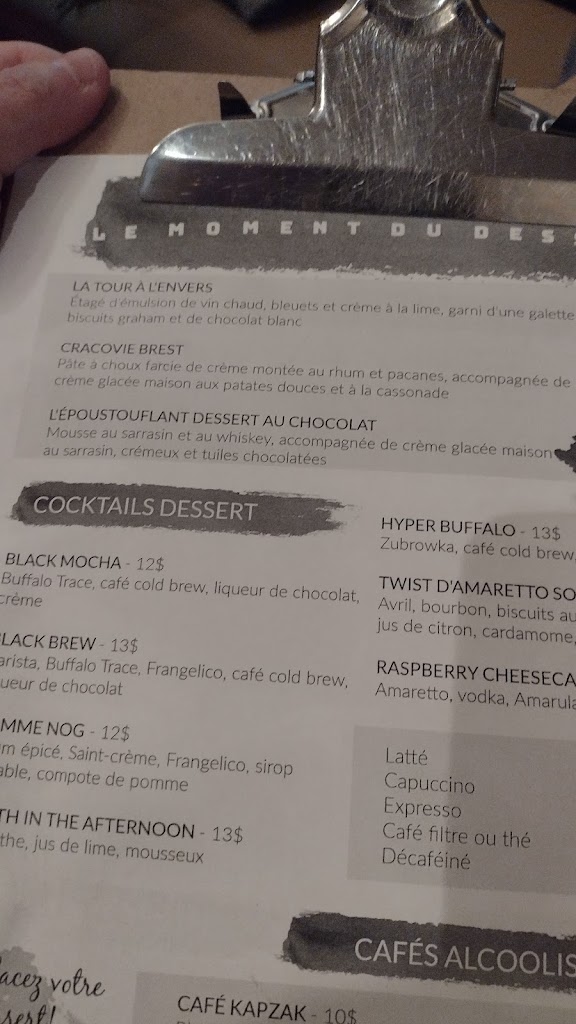 LE MOMENT DU DES
LA TOUR À L'ENVERS
Étagé d'émulsion de vin chaud, bleuets et crème à la lime, garni d'une galette
biscuits graham et de chocolat blanc
CRACOVIE BREST
Pâte à choux farcie de crème montée au rhum et pacanes, accompagnée de
crème glacée maison aux patates douces et à la cassonade
L'ÉPOUSTOUFLANT DESSERT AU CHOCOLAT
Mousse au sarrasin et au whiskey, accompagnée de crème glacée maison
au sarrasin, crémeux et tuiles chocolatées
COCKTAILS DESSERT
BLACK MOCHA - 12$
Buffalo Trace, café cold brew, liqueur de chocolat,
crème
LACK BREW - 13$
arista, Buffalo Trace, Frangelico, café cold brew,
ueur de chocolat
MME NOG - 12$
m épicé, Saint-crème, Frangelico, sirop
able, compote de pomme
TH IN THE AFTERNOON - 13$
the, jus de lime, mousseux
HYPER BUFFALO - 13$
Zubrowka, café cold brew,
TWIST D'AMARETTO SO
Avril, bourbon, biscuits au
jus de citron, cardamome,
RASPBERRY CHEESECA
Amaretto, vodka, Amarula
Latté
Capuccino
Expresso
Café filtre ou thé
Décaféiné
CAFÉS ALCOOLIS
acez votre
sert!
CAFÉ KAPZAK - 10$